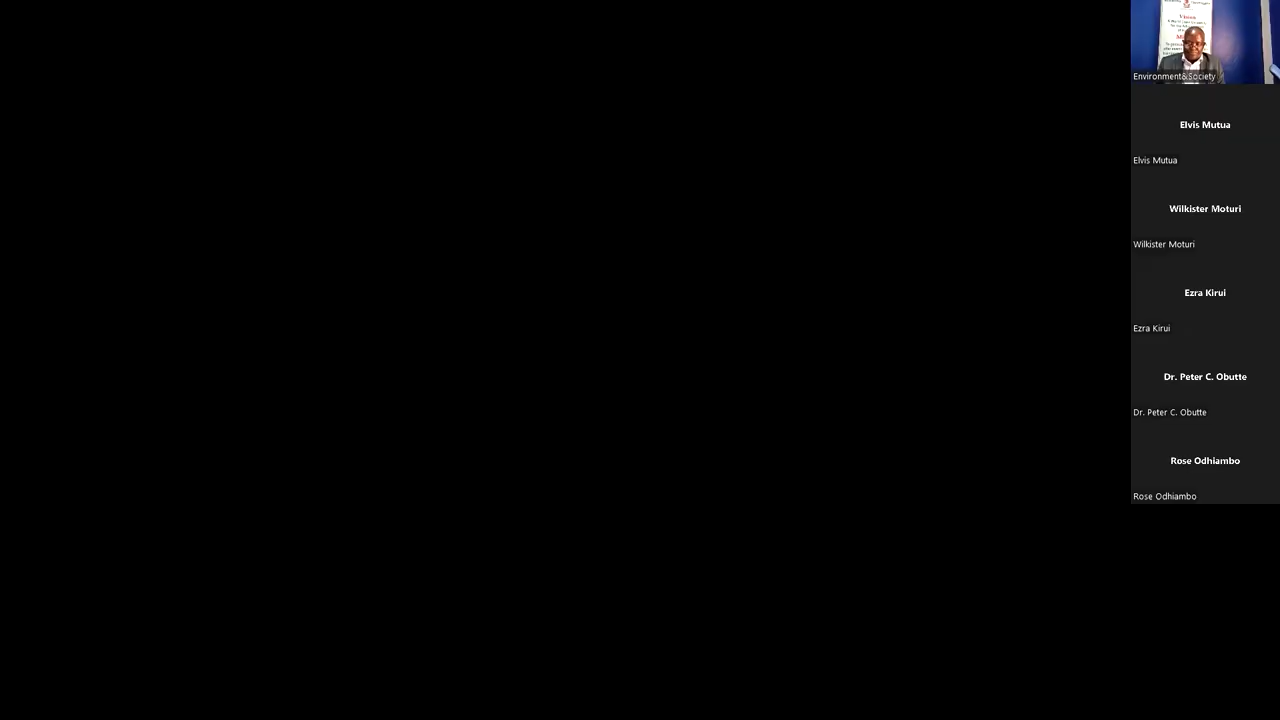 Vision
Environment&Society
Elvis Mutua
Elvis Mutua
Wilkister Moturi
Wilkister Moturi
Ezra Kirui
Ezra Kirui
Dr. Peter C. Obutte
Dr. Peter C. Obutte
Rose Odhiambo
Rose Odhiambo